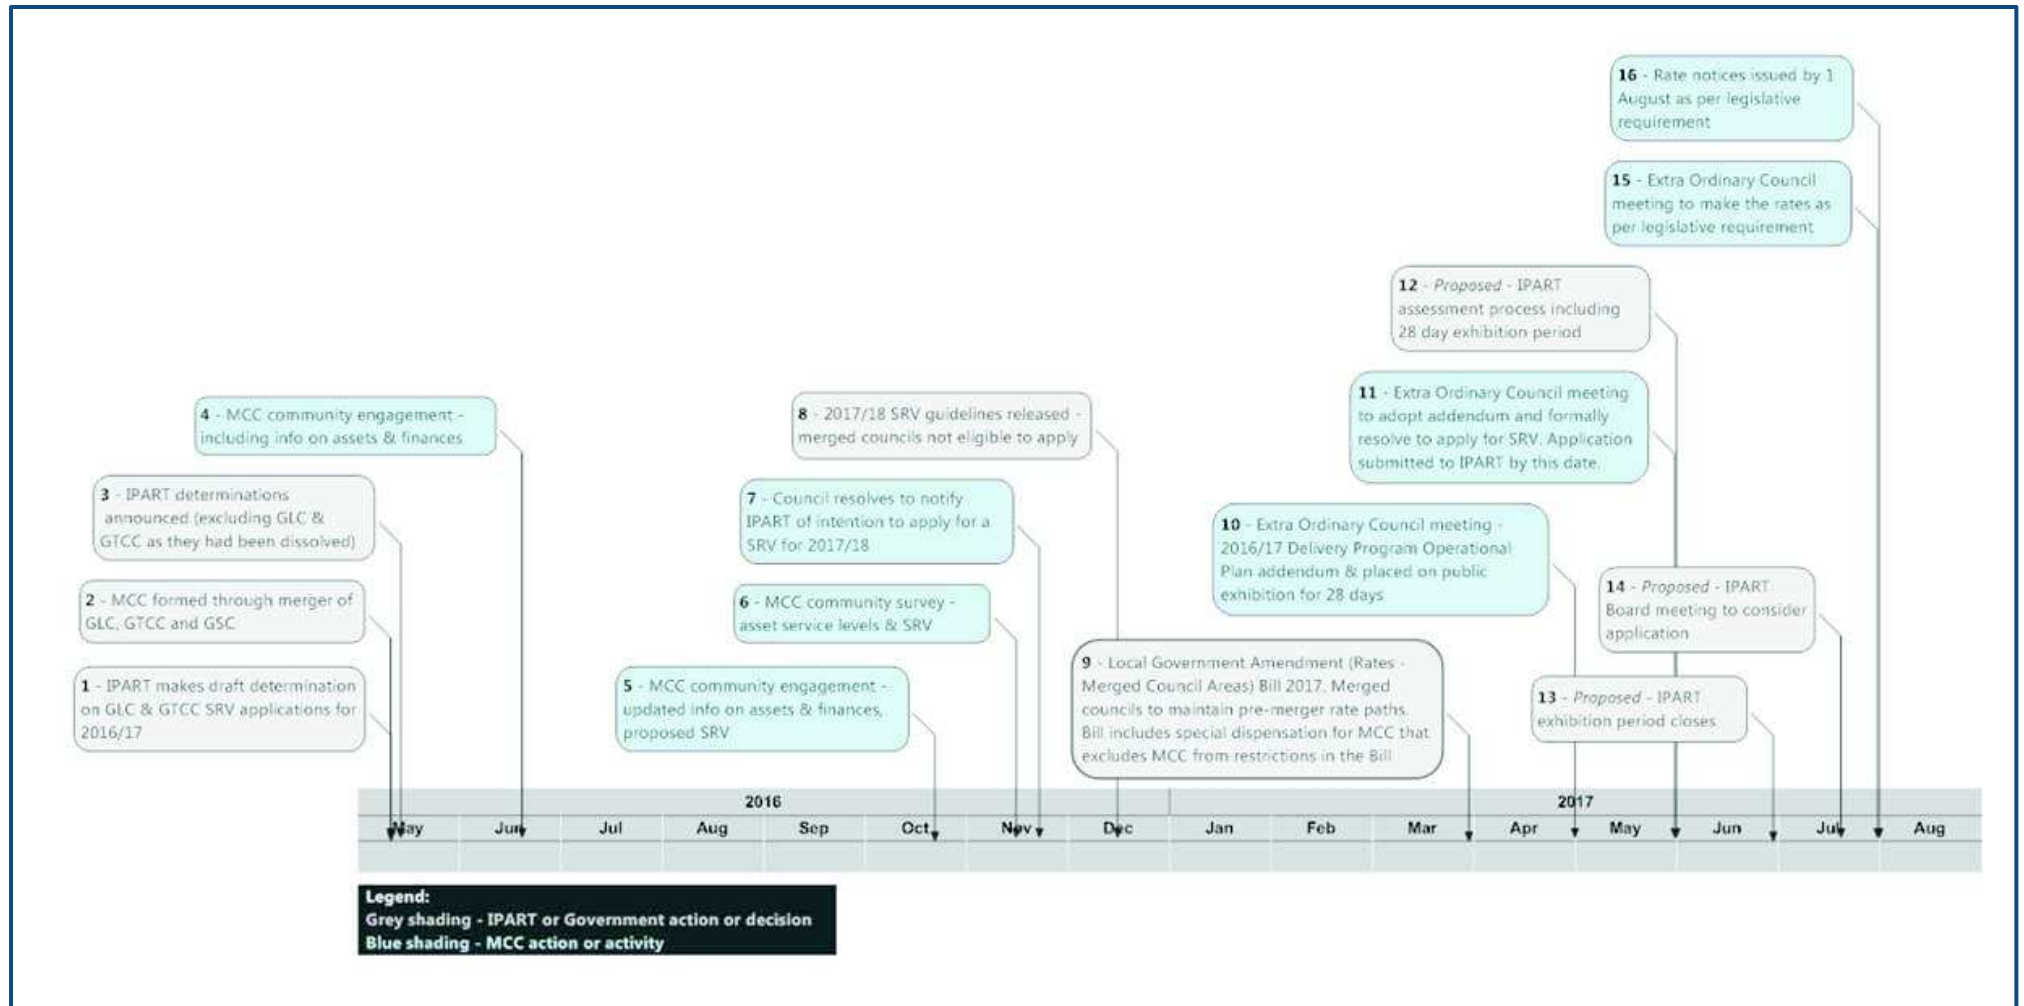 16 - Rate notices issued by 1
August as per legislative
requirement
15 - Extra Ordinary Council
meeting to make the rates as
per legislative requirement
12 - Proposed - IPART
assessment process including
28 day exhibition period
11 - Extra Ordinary Council meeting
to adopt addendum and formally
resolve to apply for SRV. Application
submitted to IPART by this date.
4 - MCC community engagement -
including info on assets & finances
8 - 2017/18 SRV guidelines released -
merged councils not eligible to apply
3 - IPART determinations
announced (excluding GLC &
GTCC as they had been dissolved)
7 - Council resolves to notify
IPART of intention to apply for a
SRV for 2017/18
10 - Extra Ordinary Council meeting -
2016/17 Delivery Program Operational
Plan addendum & placed on public
exhibition for 28 days
2 - MCC formed through merger of
GLC, GTCC and GSC
6 - MCC community survey -
asset service levels & SRV
14 - Proposed - IPART
Board meeting to consider
application
1 - IPART makes draft determination
on GLC & GTCC SRV applications for
2016/17
5 - MCC community engagement -
updated info on assets & finances,
proposed SRV
9 - Local Government Amendment (Rates -
Merged Council Areas) Bill 2017. Merged
councils to maintain pre-merger rate paths.
Bill includes special dispensation for MCC that
excludes MCC from restrictions in the Bill
13 - Proposed - IPART
exhibition period closes
2016 2017
May Jun Jul Aug Sep Oct Nov Dec Jan Feb Mar Apr May Jun Jul Aug
Legend:
Grey shading - IPART or Government action or decision
Blue shading - MCC action or activity